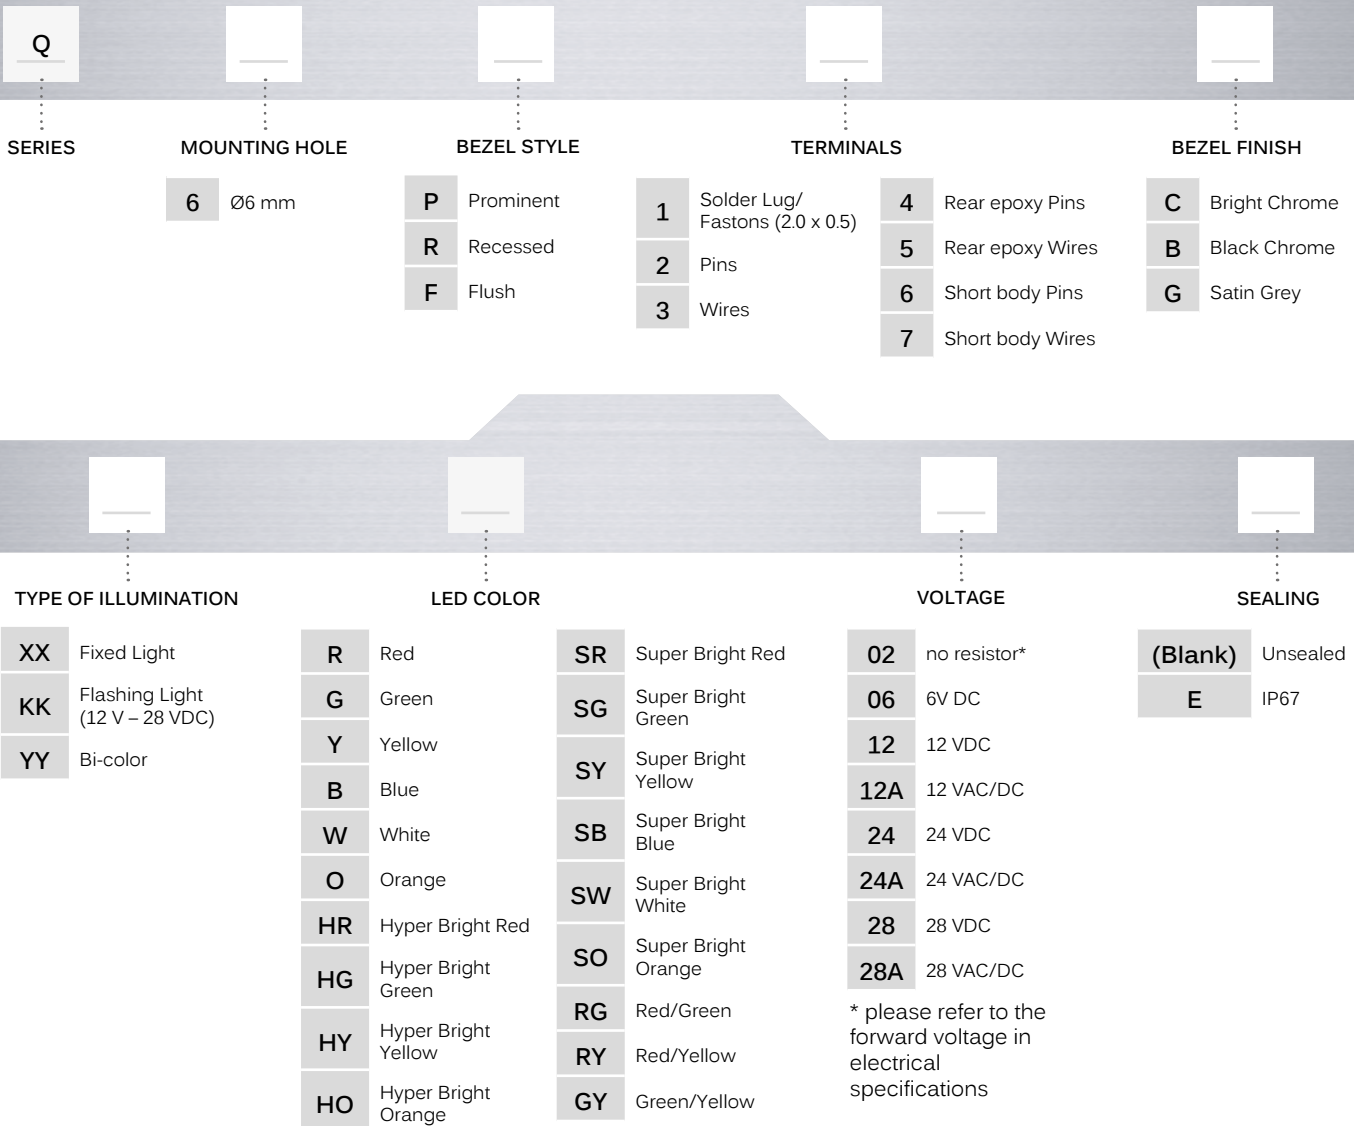 Q
SERIES
MOUNTING HOLE
6 Ø6 mm
BEZEL STYLE
P Prominent
R Recessed
F Flush
TERMINALS
1 Solder Lug/
Fastons (2.0 x 0.5)
2 Pins
3 Wires
4 Rear epoxy Pins
5 Rear epoxy Wires
6 Short body Pins
7 Short body Wires
BEZEL FINISH
C Bright Chrome
B Black Chrome
G Satin Grey
TYPE OF ILLUMINATION
XX Fixed Light
KK Flashing Light
(12 V – 28 VDC)
YY Bi-color
LED COLOR
R Red
G Green
Y Yellow
B Blue
W White
O Orange
HR Hyper Bright Red
HG Hyper Bright
Green
HY Hyper Bright
Yellow
HO Hyper Bright
Orange
SR Super Bright Red
SG Super Bright
Green
SY Super Bright
Yellow
SB Super Bright
Blue
SW Super Bright
White
SO Super Bright
Orange
RG Red/Green
RY Red/Yellow
GY Green/Yellow
VOLTAGE
02 no resistor*
06 6V DC
12 12 VDC
12A 12 VAC/DC
24 24 VDC
24A 24 VAC/DC
28 28 VDC
28A 28 VAC/DC
* please refer to the
forward voltage in
electrical
specifications
SEALING
(Blank) Unsealed
E IP67